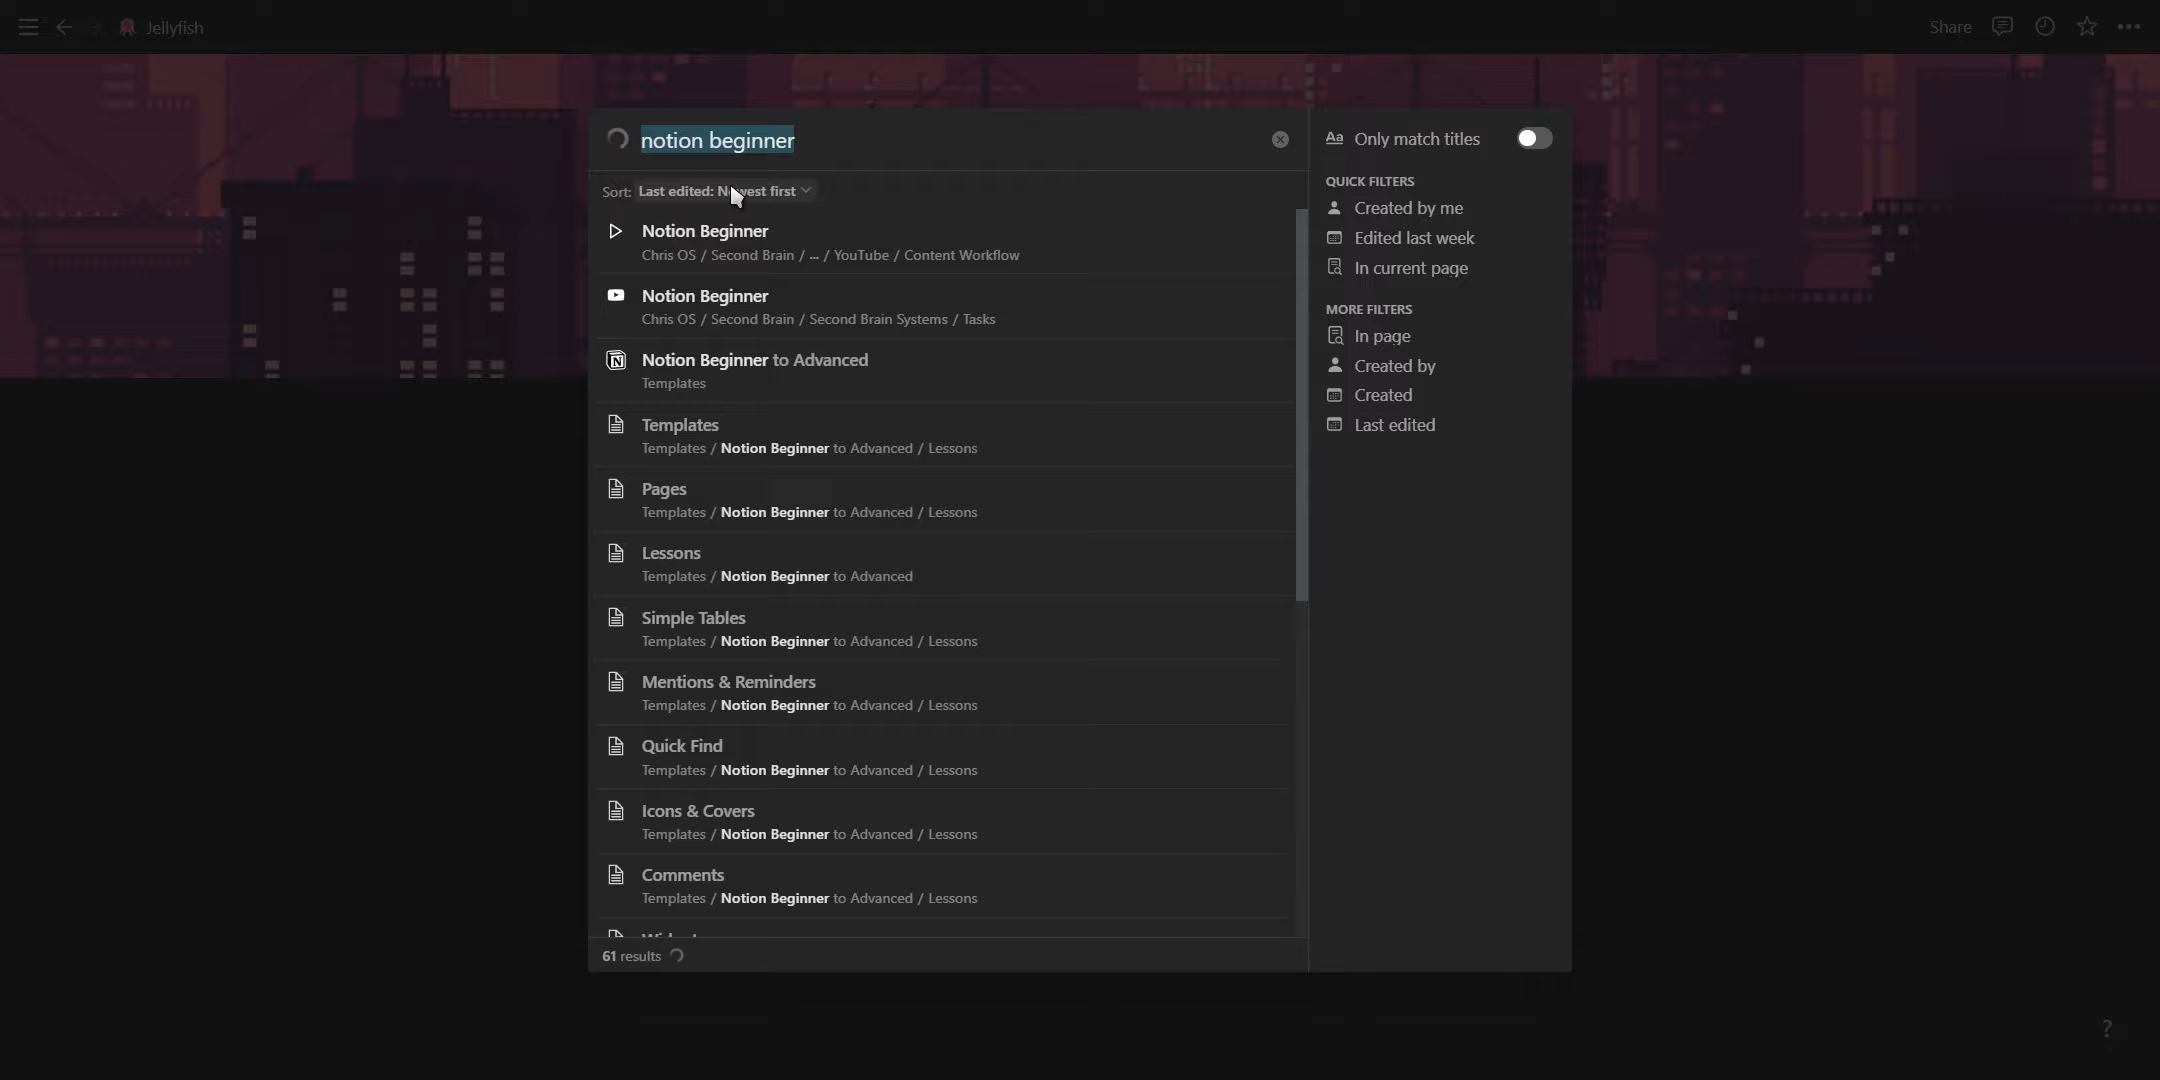 Jellyfish
Share
notion beginner
Sort: Last edited: Newest first
Notion Beginner
Chris OS / Second Brain / ... / YouTube / Content Workflow
Notion Beginner
Chris OS / Second Brain / Second Brain Systems / Tasks
Notion Beginner to Advanced
Templates
Templates
Templates / Notion Beginner to Advanced / Lessons
Pages
Templates / Notion Beginner to Advanced / Lessons
Lessons
Templates / Notion Beginner to Advanced
Simple Tables
Templates / Notion Beginner to Advanced / Lessons
Mentions & Reminders
Templates / Notion Beginner to Advanced / Lessons
Quick Find
Templates / Notion Beginner to Advanced / Lessons
Icons & Covers
Templates / Notion Beginner to Advanced / Lessons
Comments
Templates / Notion Beginner to Advanced / Lessons
61 results
Aa Only match titles
QUICK FILTERS
Created by me
Edited last week
In current page
MORE FILTERS
In page
Created by
Created
Last edited
?